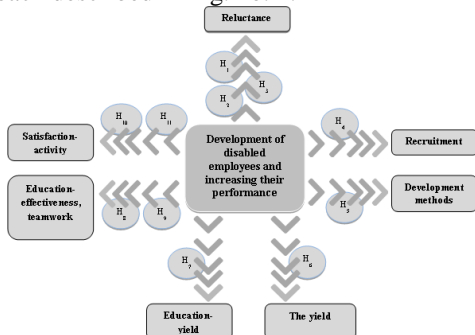 Reluctance
H1
H2
H3
H10
H11
H4
Satisfaction-
activity
Development of
disabled
employees and
increasing their
performance
Recruitment
Education-
effectiveness,
teamwork
Development
methods
H8
H9
H5
H7
H6
Education-
yield
The yield